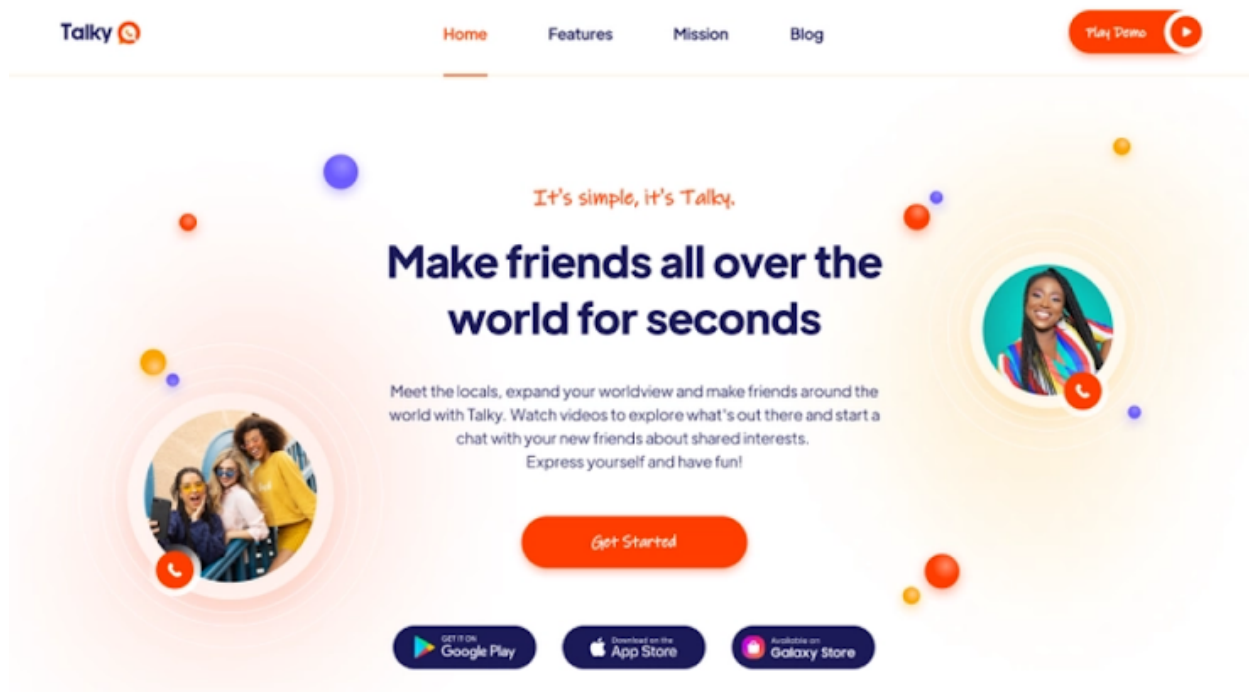 Talky
Home Features Mission Blog
Play Demo
It's simple, it's Talky.
Make friends all over the
world for seconds
Meet the locals, expand your worldview and make friends around the
world with Talky. Watch videos to explore what's out there and start a
chat with your new friends about shared interests.
Express yourself and have fun!
Get Started
GET IT ON
Google Play
Download on the
App Store
Available on
Galaxy Store